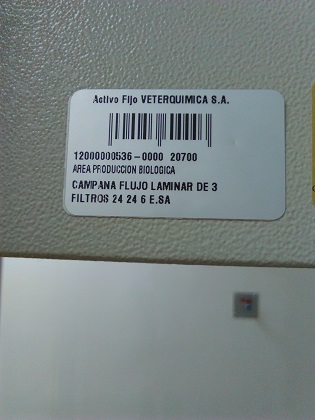 Activo Fijo VETERQUIMICA S.A.
12000000536-0000 20700
AREA PRODUCCION BIOLOGICA
CAMPANA FLUJO LAMINAR DE 3
FILTROS 24 24 6 E.SA